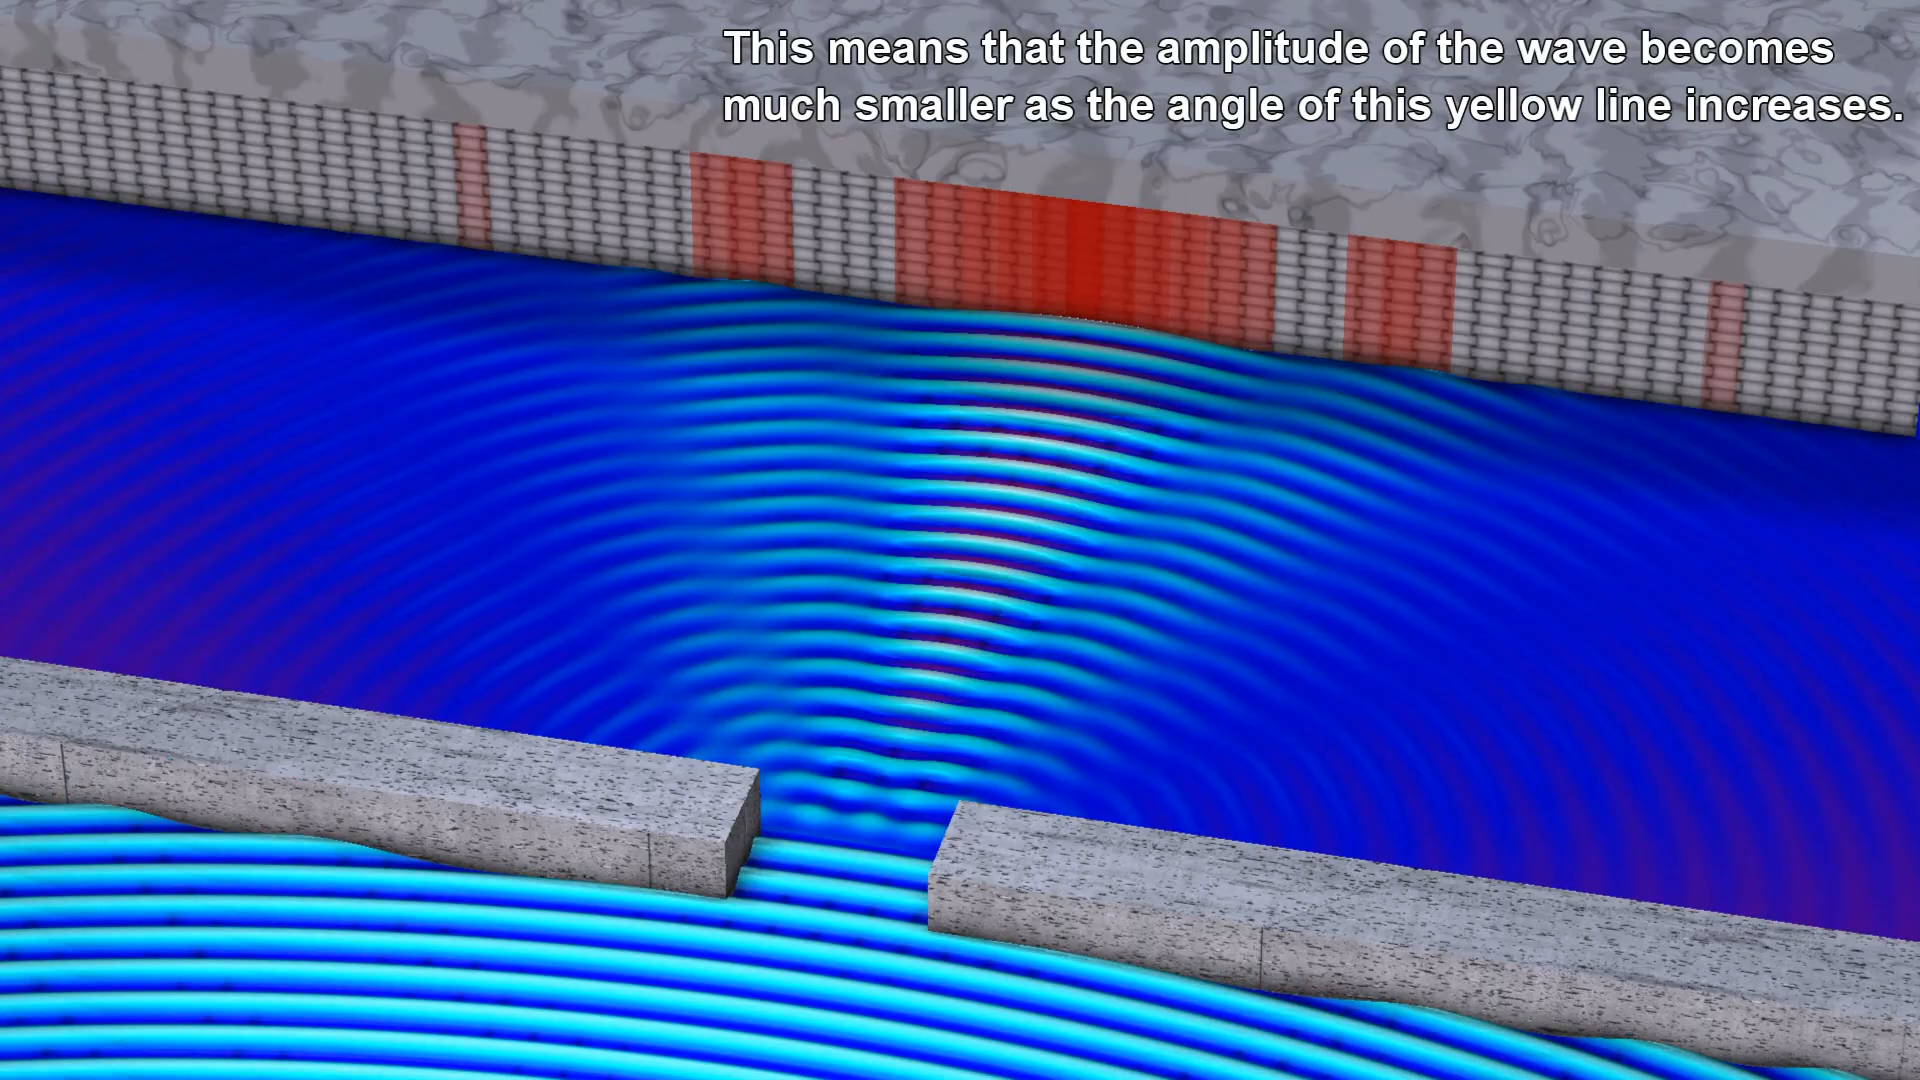 This means that the amplitude of the wave becomes
much smaller as the angle of this yellow line increases.